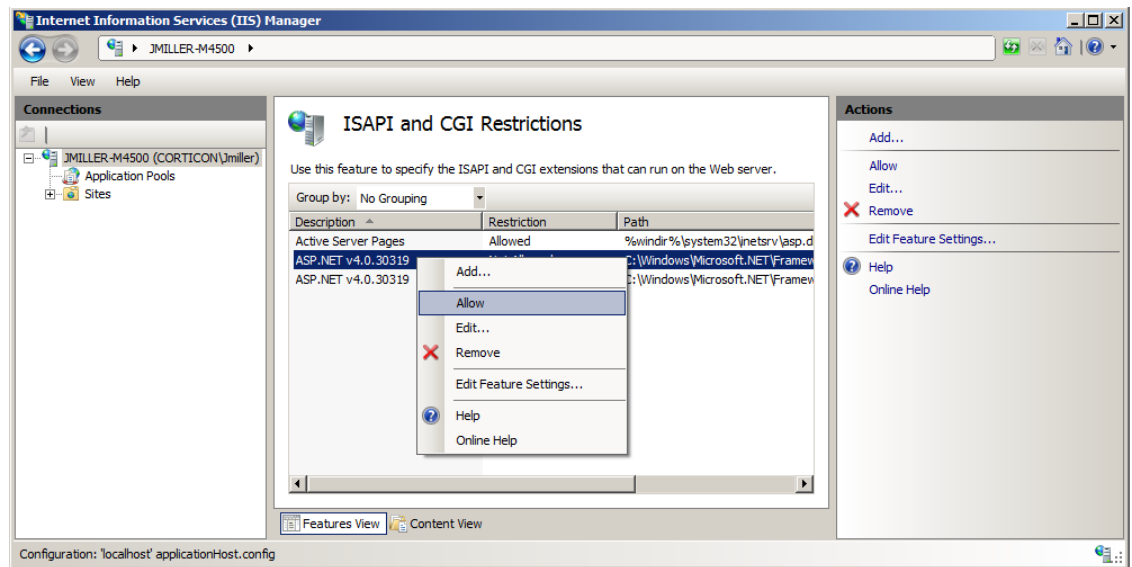 Internet Information Services (IIS) Manager
JMILLER-M4500
File View Help
Connections
JMILLER-M4500 (CORTICON\Jmiller)
Application Pools
Sites
ISAPI and CGI Restrictions
Use this feature to specify the ISAPI and CGI extensions that can run on the Web server.
Group by: No Grouping
Description Restriction Path
Active Server Pages Allowed %windir%\system32\inetsrv\asp.d
ASP.NET v4.0.30319 C:\Windows\Microsoft.NET\Framew
ASP.NET v4.0.30319 C:\Windows\Microsoft.NET\Framew
Add...
Allow
Edit...
Remove
Edit Feature Settings...
Help
Online Help
Features View Content View
Actions
Add...
Allow
Edit...
Remove
Edit Feature Settings...
Help
Online Help
Configuration: 'localhost' applicationHost.config